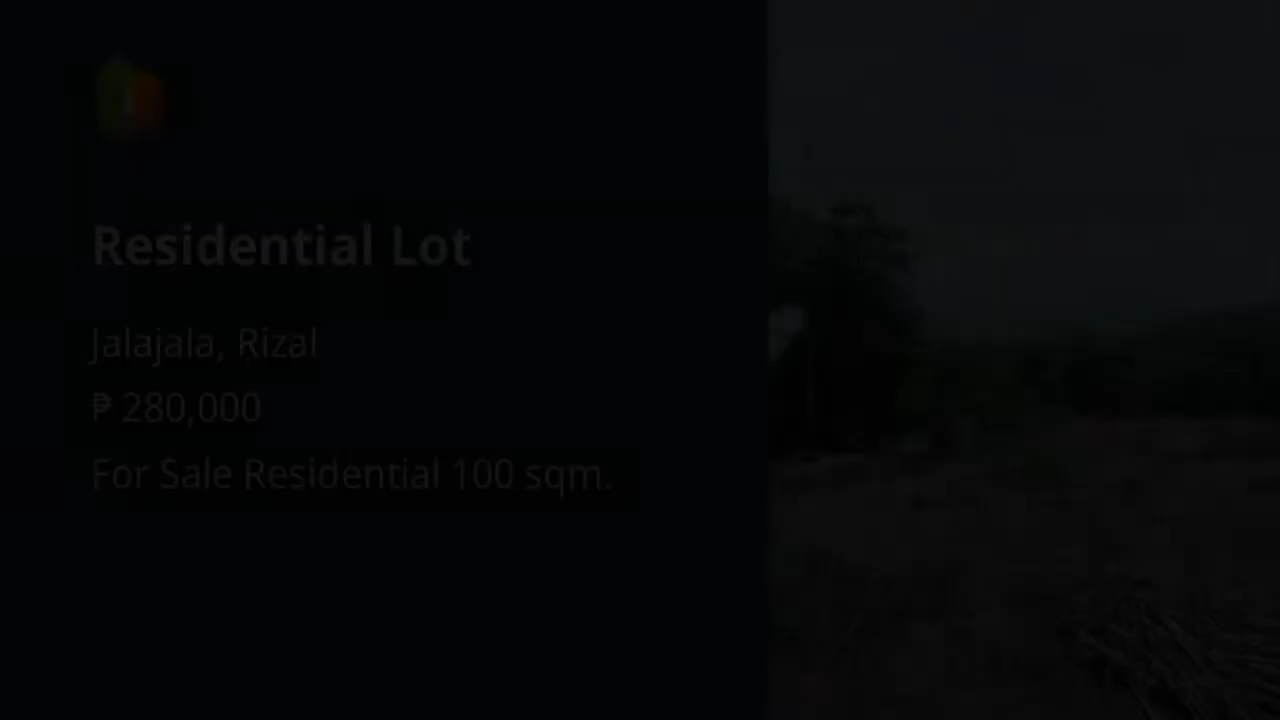 Residential Lot
Jalajala, Rizal
₱ 280,000
For Sale Residential 100 sqm.